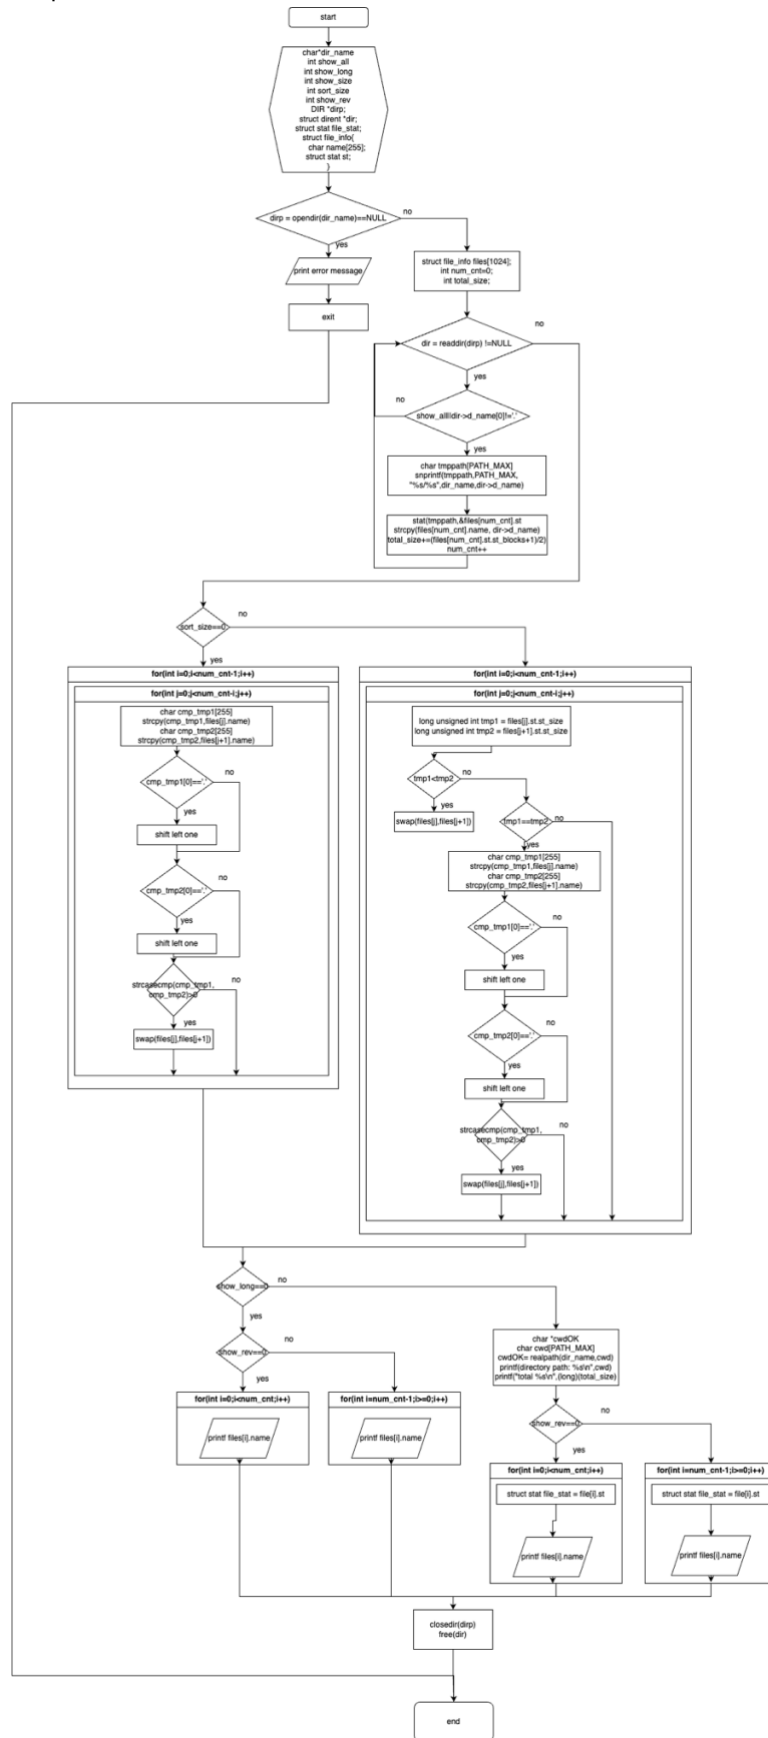 start
char*dir_name
int show_all
int show_long
int show_size
int sort_size
int show_rev
DIR *dirp;
struct dirent *dir;
struct stat file_stat;
struct file_info{
char name[255];
struct stat st;
}
dirp = opendir(dir_name)==NULL
no
yes
print error message
exit
struct file_info files[1024];
int num_cnt=0;
int total_size;
dir = readdir(dirp) !=NULL
no
yes
show_all||dir->d_name[0]!='.'
no
yes
char tmppath[PATH_MAX]
snprintf(tmppath,PATH_MAX,
"%s/%s",dir_name,dir->d_name)
stat(tmppath,&files[num_cnt].st
strcpy(files[num_cnt].name, dir->d_name)
total_size+=(files[num_cnt].st.st_blocks+1)/2)
num_cnt++
sort_size==0
no
yes
for(int i=0;i<num_cnt-1;i++)
for(int j=0;j<num_cnt-i;j++)
char cmp_tmp1[255]
strcpy(cmp_tmp1,files[j].name)
char cmp_tmp2[255]
strcpy(cmp_tmp2,files[j+1].name)
cmp_tmp1[0]=='.'
no
yes
shift left one
cmp_tmp2[0]=='.'
no
yes
shift left one
strcasecmp(cmp_tmp1,
cmp_tmp2)>0
no
yes
swap(files[j],files[j+1])
for(int i=0;i<num_cnt-1;i++)
for(int j=0;j<num_cnt-i;j++)
long unsigned int tmp1 = files[j].st.st_size
long unsigned int tmp2 = files[j+1].st.st_size
tmp1<tmp2
no
yes
swap(files[j],files[j+1])
tmp1==tmp2
no
yes
char cmp_tmp1[255]
strcpy(cmp_tmp1,files[j].name)
char cmp_tmp2[255]
strcpy(cmp_tmp2,files[j+1].name)
cmp_tmp1[0]=='.'
no
yes
shift left one
cmp_tmp2[0]=='.'
no
yes
shift left one
strcasecmp(cmp_tmp1,
cmp_tmp2)>0
no
yes
swap(files[j],files[j+1])
show_long==0
no
yes
show_rev==0
no
yes
for(int i=0;i<num_cnt;i++)
printf files[i].name
for(int i=num_cnt-1;i>=0;i++)
printf files[i].name
char *cwdOK
char cwd[PATH_MAX]
cwdOK= realpath(dir_name,cwd)
printf(directory path: %s\n",cwd)
printf("total %s\n",(long)(total_size)
show_rev==0
no
yes
for(int i=0;i<num_cnt;i++)
struct stat file_stat = file[i].st
printf files[i].name
for(int i=num_cnt-1;i>=0;i++)
struct stat file_stat = file[i].st
printf files[i].name
closedir(dirp)
free(dir)
end